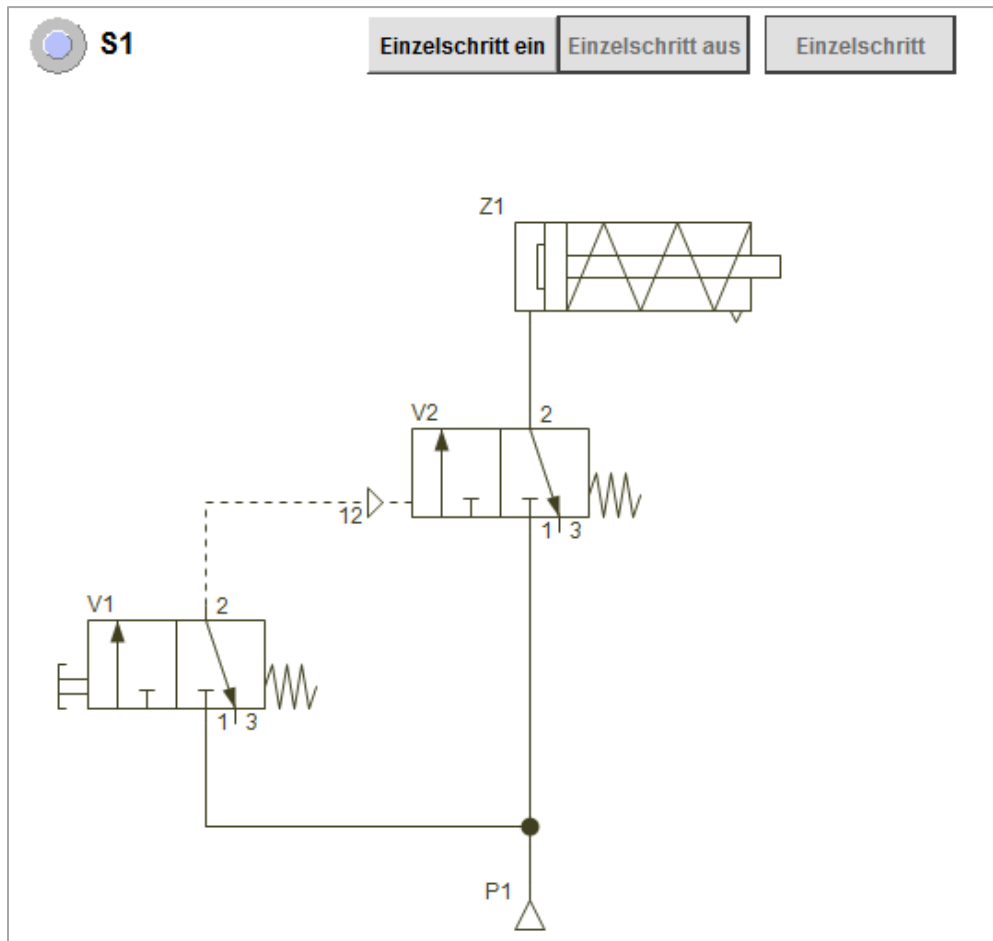 S1
Einzelschritt ein
Einzelschritt aus
Einzelschritt
Z1
V2
2
12
1
3
V1
2
1
3
P1